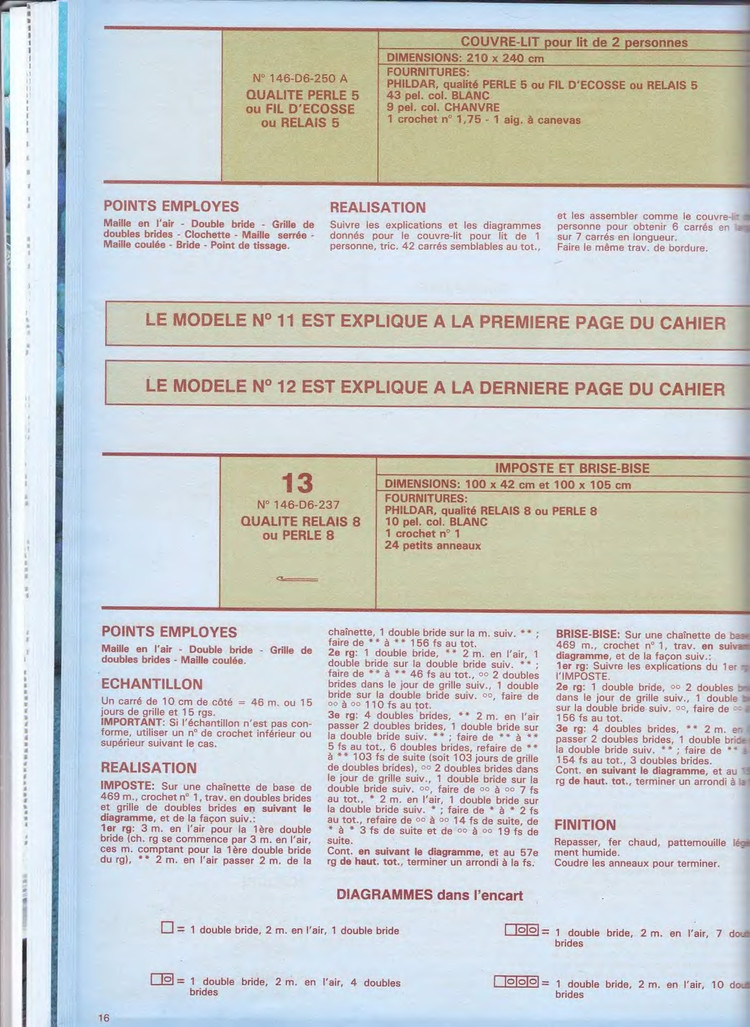 COUVRE-LIT pour lit de 2 personnes
DIMENSIONS: 210 x 240 cm
N° 146-D6-250 A
QUALITE PERLE 5
ou FIL D'ECOSSE
ou RELAIS 5
FOURNITURES:
PHILDAR, qualité PERLE 5 ou FIL D'ECOSSE ou RELAIS 5
43 pel. col. BLANC
9 pel. col. CHANVRE
1 crochet n° 1,75 - 1 aig. à canevas
POINTS EMPLOYES
Maille en l'air - Double bride - Grille de
doubles brides - Clochette - Maille serrée -
Maille coulée - Bride - Point de tissage.
REALISATION
Suivre les explications et les diagrammes
donnés pour le couvre-lit pour lit de 1
personne, tric. 42 carrés semblables au tot.,
et les assembler comme le couvre-lit
personne pour obtenir 6 carrés en
sur 7 carrés en longueur.
Faire le même trav. de bordure.
LE MODELE N° 11 EST EXPLIQUE A LA PREMIERE PAGE DU CAHIER
LE MODELE N° 12 EST EXPLIQUE A LA DERNIERE PAGE DU CAHIER
13
N° 146-D6-237
QUALITE RELAIS 8
ou PERLE 8
IMPOSTE ET BRISE-BISE
DIMENSIONS: 100 x 42 cm et 100 x 105 cm
FOURNITURES:
PHILDAR, qualité RELAIS 8 ou PERLE 8
10 pel. col. BLANC
1 crochet n° 1
24 petits anneaux
POINTS EMPLOYES
Maille en l'air - Double bride - Grille de
doubles brides - Maille coulée.
ECHANTILLON
Un carré de 10 cm de côté = 46 m. ou 15
jours de grille et 15 rgs.
IMPORTANT: Si l'échantillon n'est pas con-
forme, utiliser un n° de crochet inférieur ou
supérieur suivant le cas.
REALISATION
IMPOSTE: Sur une chaînette de base de
469 m., crochet n° 1, trav. en doubles brides
et grille de doubles brides en suivant le
diagramme, et de la façon suiv.:
1er rg: 3 m. en l'air pour la 1ère double
bride (ch. rg se commence par 3 m. en l'air,
ces m. comptant pour la 1ère double bride
du rg), ** 2 m. en l'air passer 2 m. de la
chaînette, 1 double bride sur la m. suiv. ** ;
faire de ** à ** 156 fs au tot.
2e rg: 1 double bride, ** 2 m. en l'air, 1
double bride sur la double bride suiv. ** ;
faire de ** à ** 46 fs au tot., °° 2 doubles
brides dans le jour de grille suiv., 1 double
bride sur la double bride suiv. °°, faire de
°° à °° 110 fs au tot.
3e rg: 4 doubles brides, ** 2 m. en l'air
passer 2 doubles brides, 1 double bride sur
la double bride suiv. ** ; faire de ** à **
5 fs au tot., 6 doubles brides, refaire de **
à ** 103 fs de suite (soit 103 jours de grille
de doubles brides), °° 2 doubles brides dans
le jour de grille suiv., 1 double bride sur la
double bride suiv. °°, faire de °° à °° 7 fs
au tot., * 2 m. en l'air, 1 double bride sur
la double bride suiv. * ; faire de * à * 2 fs
au tot., refaire de °° à °° 14 fs de suite, de
* à * 3 fs de suite et de °° à °° 19 fs de
suite.
Cont. en suivant le diagramme, et au 57e
rg de haut. tot., terminer un arrondi à la fs.
BRISE-BISE: Sur une chaînette de base
469 m., crochet n° 1, trav. en suivant
diagramme, et de la façon suiv.:
1er rg: Suivre les explications du 1er
l'IMPOSTE.
2e rg: 1 double bride, °° 2 doubles
dans le jour de grille suiv., 1 double
sur la double bride suiv. °°, faire de °°
156 fs au tot.
3e rg: 4 doubles brides, ** 2 m. en
passer 2 doubles brides, 1 double bride
la double bride suiv. ** ; faire de **
154 fs au tot., 3 doubles brides.
Cont. en suivant le diagramme, et au
rg de haut. tot., terminer un arrondi à
FINITION
Repasser, fer chaud, pattemouille
ment humide.
Coudre les anneaux pour terminer.
DIAGRAMMES dans l'encart
= 1 double bride, 2 m. en l'air, 1 double bride
= 1 double bride, 2 m. en l'air, 7
brides
= 1 double bride, 2 m. en l'air, 4 doubles
brides
= 1 double bride, 2 m. en l'air, 10
brides
16